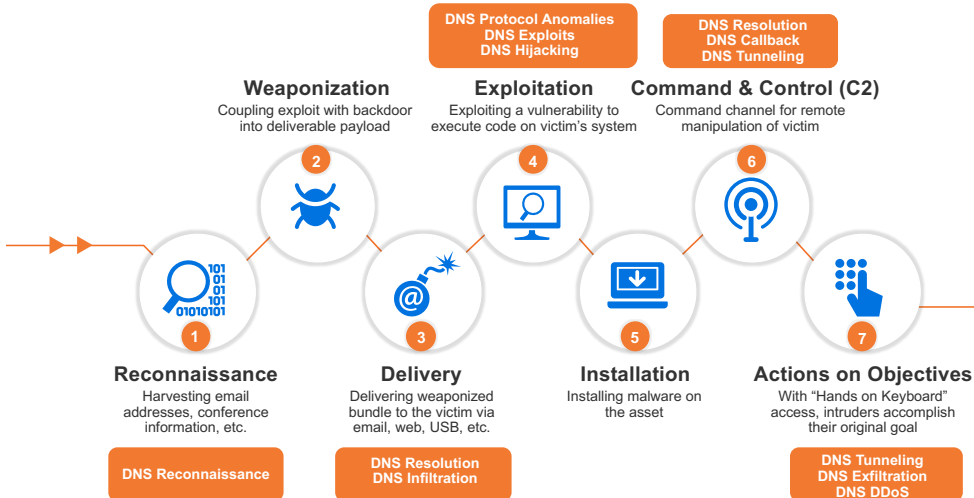 DNS Protocol Anomalies
DNS Exploits
DNS Hijacking
DNS Resolution
DNS Callback
DNS Tunneling
Weaponization
Coupling exploit with backdoor
into deliverable payload
Exploitation
Exploiting a vulnerability to
execute code on victim's system
Command & Control (C2)
Command channel for remote
manipulation of victim
2
4
6
101
01
01
101
01010101
@
1
3
5
7
Reconnaissance
Harvesting email
addresses, conference
information, etc.
Delivery
Delivering weaponized
bundle to the victim via
email, web, USB, etc.
Installation
Installing malware on
the asset
Actions on Objectives
With “Hands on Keyboard”
access, intruders accomplish
their original goal
DNS Reconnaissance
DNS Resolution
DNS Infiltration
DNS Tunneling
DNS Exfiltration
DNS DDoS